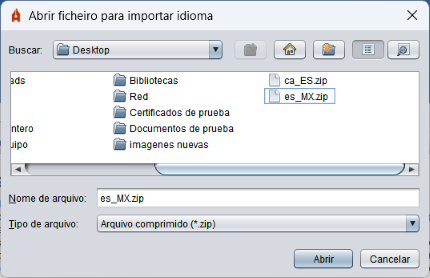 Abrir ficheiro para importar idioma
Buscar: Desktop
ads
Bibliotecas
ca_ES.zip
Red
es_MX.zip
Certificados de prueba
ntero
Documentos de prueba
uipo
imagenes nuevas
Nome de arquivo: es_MX.zip
Tipo de arquivo: Arquivo comprimido (*.zip)
Abrir
Cancelar